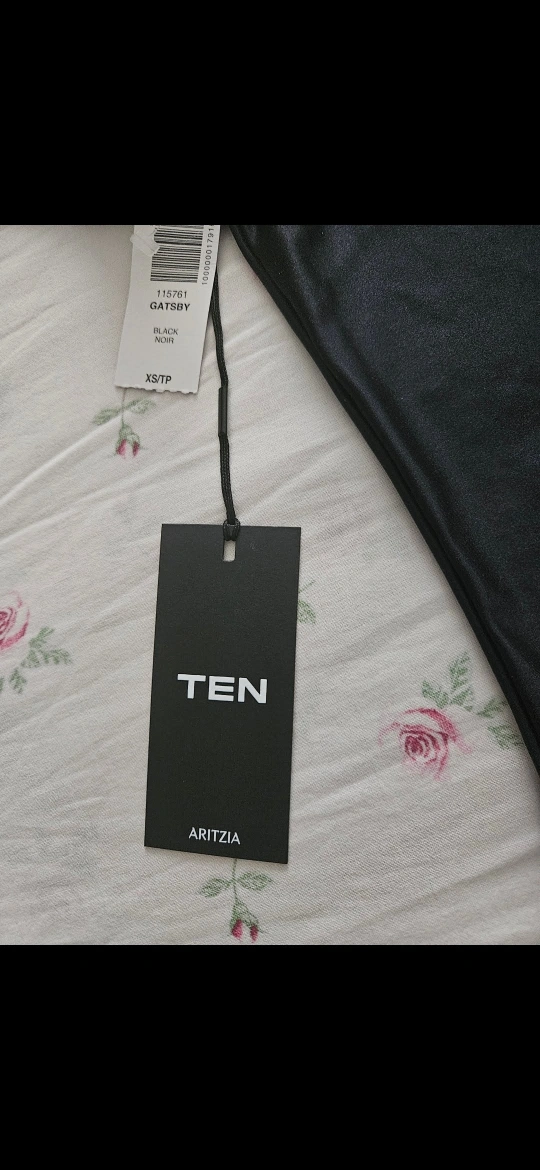 115761
GATSBY
BLACK
NOIR
XS/TP
TEN
ARITZIA